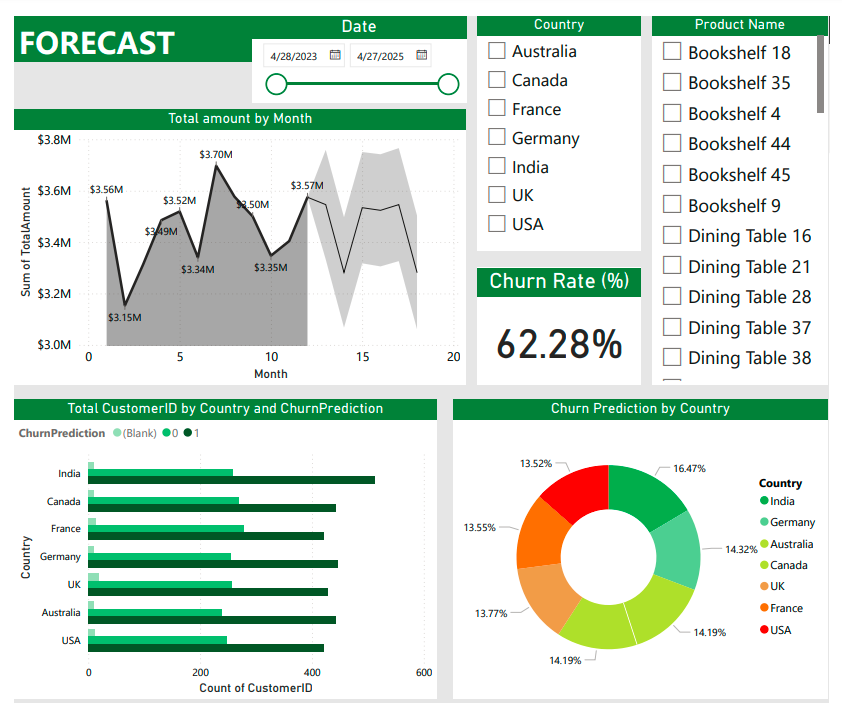 FORECAST
Date
4/28/2023 4/27/2025
Country
Australia
Canada
France
Germany
India
UK
USA
Product Name
Bookshelf 18
Bookshelf 35
Bookshelf 4
Bookshelf 44
Bookshelf 45
Bookshelf 9
Dining Table 16
Dining Table 21
Dining Table 28
Dining Table 37
Dining Table 38
Total amount by Month
Sum of TotalAmount
$3.8M
$3.6M
$3.4M
$3.2M
$3.0M
$3.56M
$3.15M
$3.49M
$3.52M
$3.34M
$3.70M
$3.50M
$3.35M
$3.57M
0 5 10 15 20
Month
Churn Rate (%)
62.28%
Total CustomerID by Country and ChurnPrediction
ChurnPrediction (Blank) 0 1
Country
India
Canada
France
Germany
UK
Australia
USA
0 200 400 600
Count of CustomerID
Churn Prediction by Country
16.47%
14.32%
14.19%
14.19%
13.77%
13.55%
13.52%
Country
India
Germany
Australia
Canada
UK
France
USA